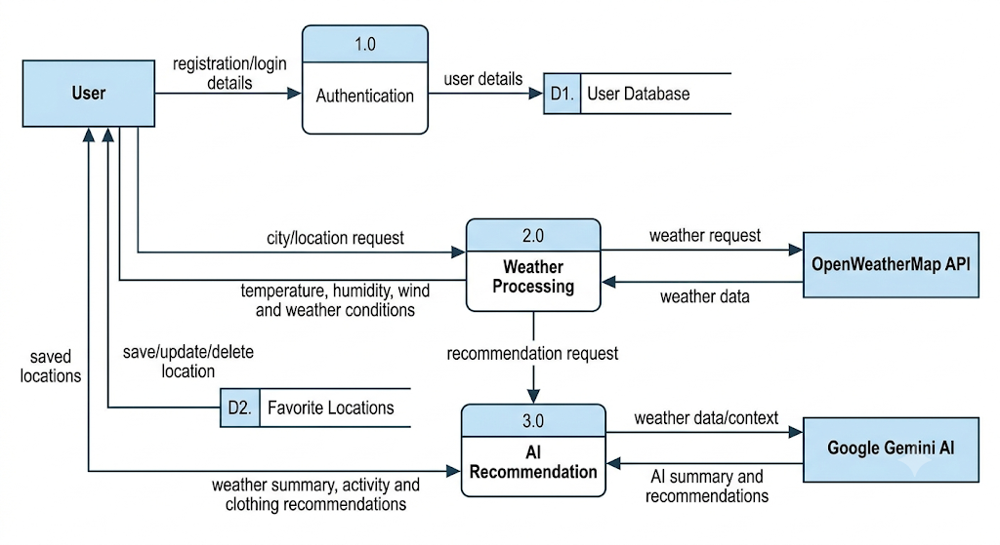 1.0
registration/login
details
User
Authentication
user details
D1. User Database
city/location request
2.0
Weather
Processing
weather request
OpenWeatherMap API
weather data
temperature, humidity, wind
and weather conditions
saved
locations
save/update/delete
location
recommendation request
D2. Favorite Locations
3.0
AI
Recommendation
weather data/context
Google Gemini AI
AI summary and
recommendations
weather summary, activity and
clothing recommendations